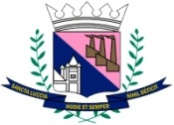 SANCTA LUCCIA
HODIE ET SEMPER
NIHIL DEFICIT